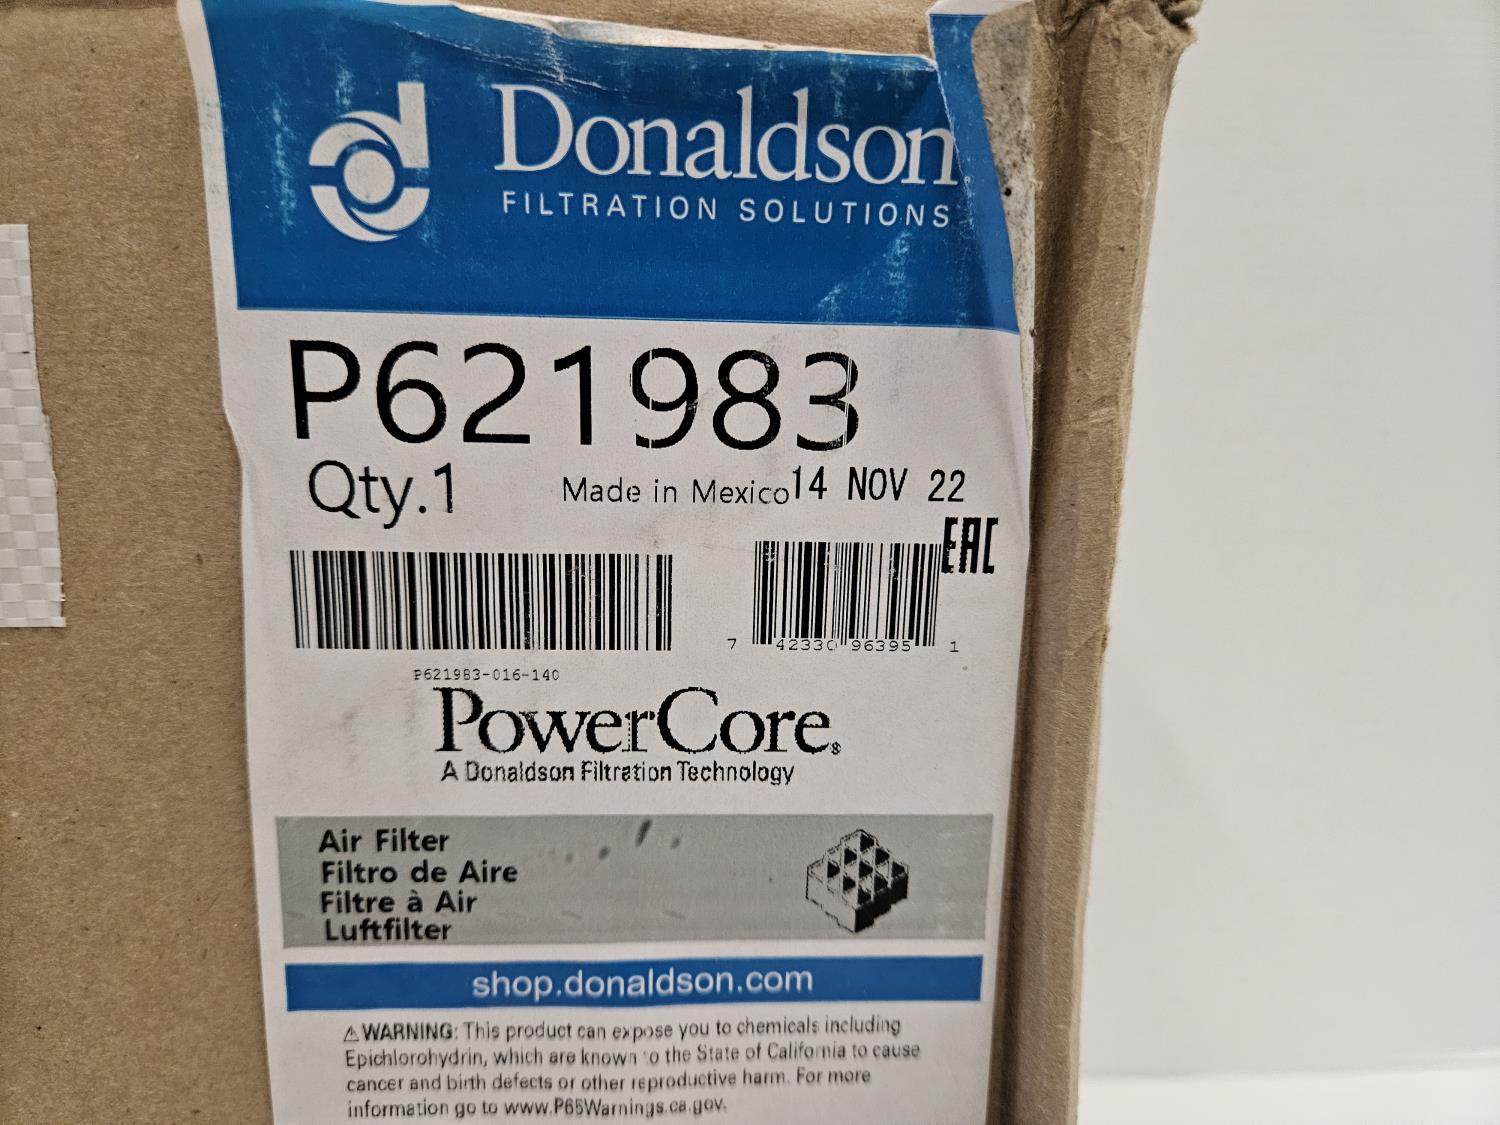 Donaldson.
FILTRATION SOLUTIONS
P621983
Qty.1
Made in Mexico 14 NOV 22
EAC
7 42330 96395 1
P621983-016-140
PowerCore®
A Donaldson Filtration Technology
Air Filter
Filtro de Aire
Filtre à Air
Luftfilter
shop.donaldson.com
⚠WARNING: This product can expose you to chemicals including
Epichlorohydrin, which are known to the State of California to cause
cancer and birth defects or other reproductive harm. For more
information go to www.P65Warnings.ca.gov.